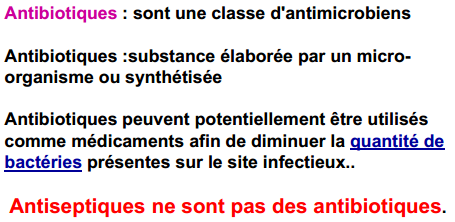 Antibiotiques : sont une classe d'antimicrobiens
Antibiotiques :substance élaborée par un micro-
organisme ou synthétisée
Antibiotiques peuvent potentiellement être utilisés
comme médicaments afin de diminuer la quantité de
bactéries présentes sur le site infectieux..
Antiseptiques ne sont pas des antibiotiques.